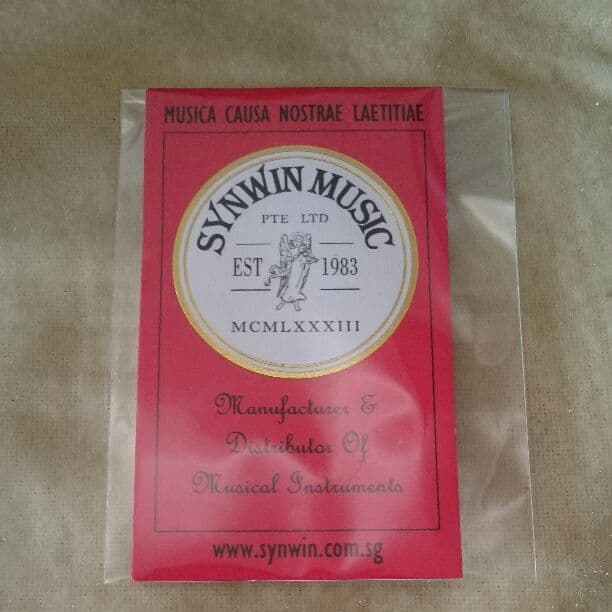 MUSICA CAUSA NOSTRAE LAETITIAE
SYNWIN MUSIC
PTE LTD
EST 1983
MCMLXXXIII
Manufacturer &
Distributor Of
Musical Instruments
www.synwin.com.sg